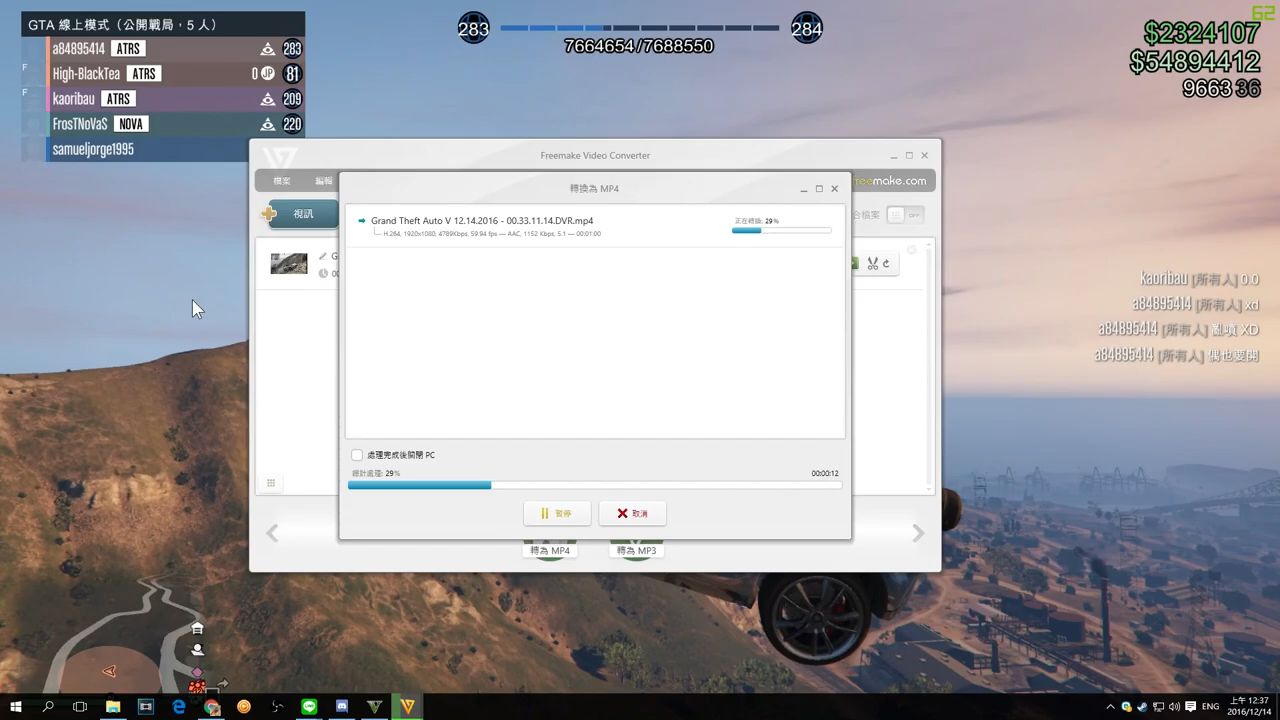 GTA 線上模式（公開戰局，5 人）
a84895414 ATRS 283
High-BlackTea ATRS 0 JP 81
kaoribau ATRS 209
FrosTNoVaS NOVA 220
samueljorge1995
F
F
283 284
7664654/7688550
62
$2324107
$54894412
9663 36
Freemake Video Converter
檔案 編輯
freemake.com
視訊
合檔案 OFF
轉換為 MP4
Grand Theft Auto V 12.14.2016 - 00.33.11.14.DVR.mp4
H.264, 1920x1080, 4789Kbps, 59.94 fps — AAC, 1152 Kbps, 5.1 — 00:01:00
正在轉換: 29%
G
00
處理完成後關閉 PC
總計處理: 29%
00:00:12
暫停
取消
轉為 MP4
轉為 MP3
kaoribau [所有人] 0.0
a84895414 [所有人] xd
a84895414 [所有人] 亂噴 XD
a84895414 [所有人] 偶也要開
ENG
上午 12:37
2016/12/14